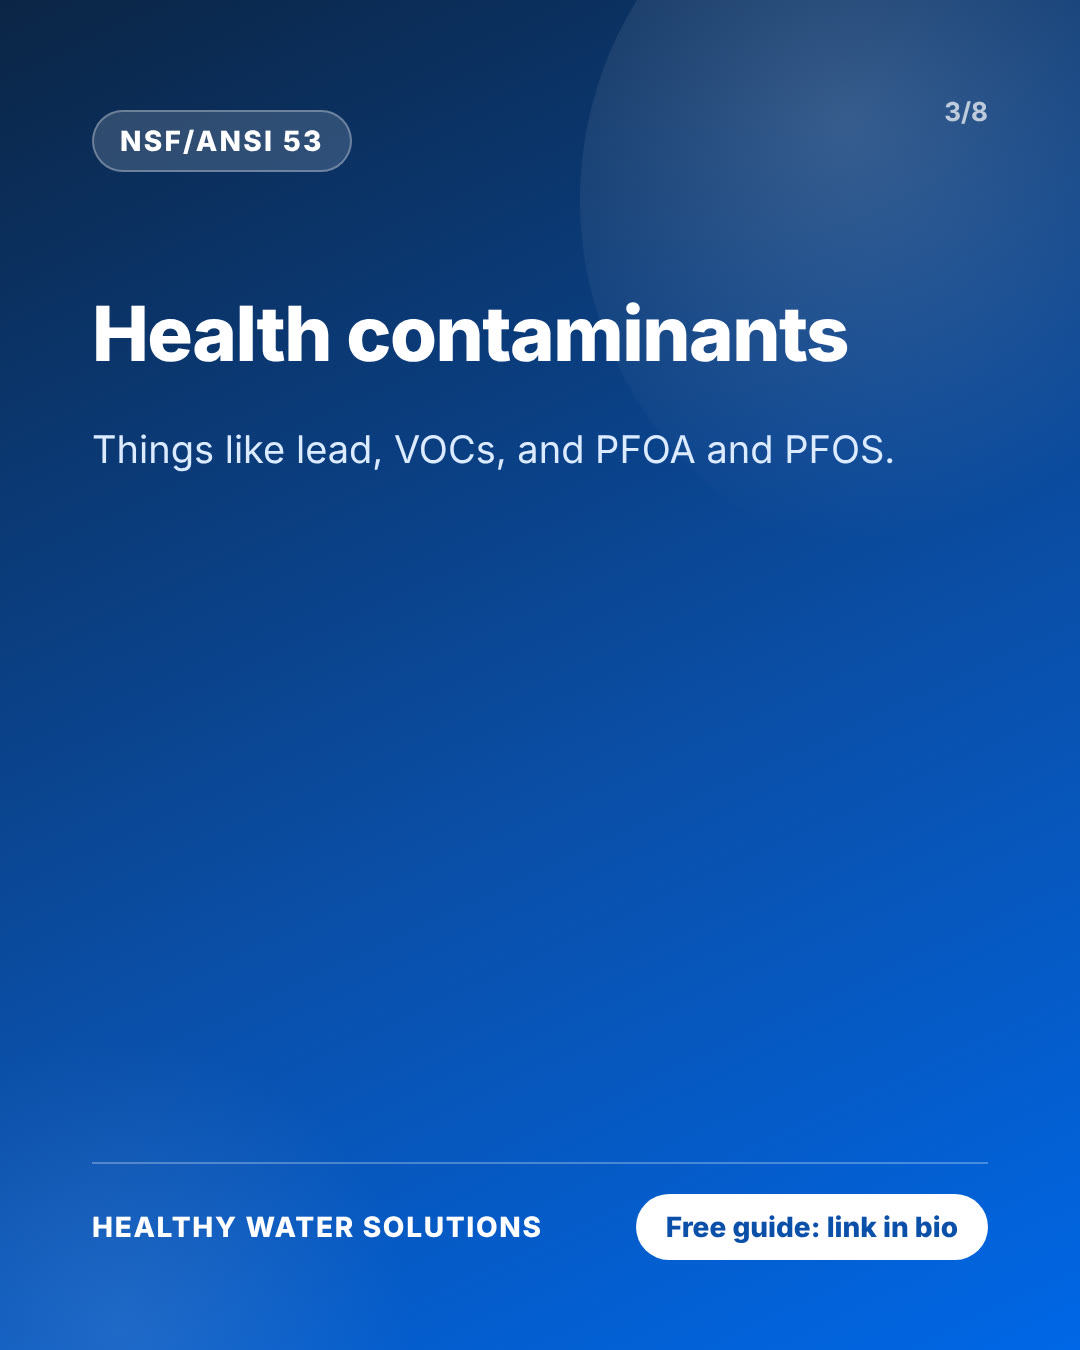 NSF/ANSI 53
3/8
Health contaminants
Things like lead, VOCs, and PFOA and PFOS.
HEALTHY WATER SOLUTIONS
Free guide: link in bio